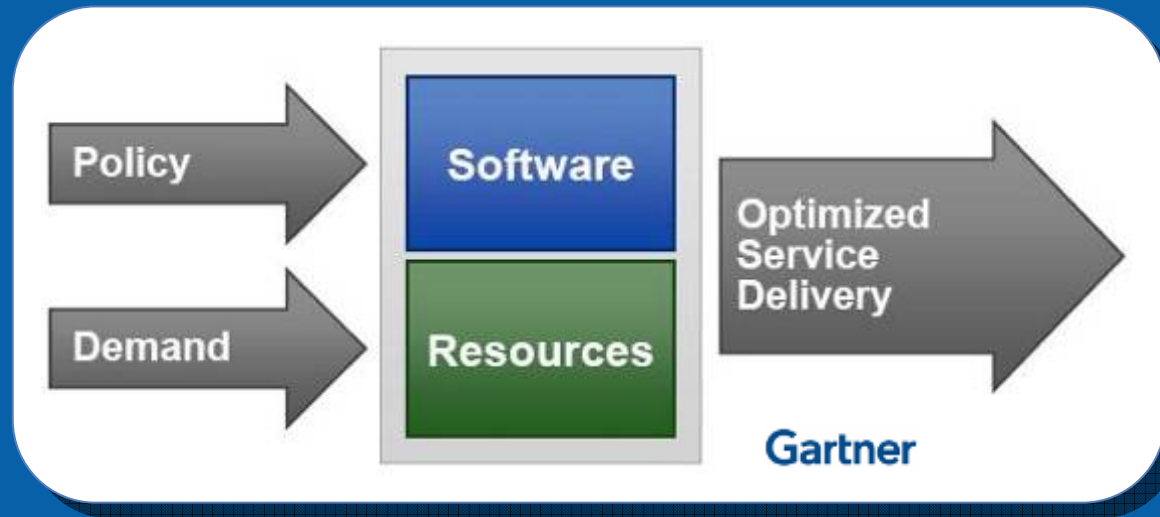 Policy
Demand
Software
Resources
Optimized
Service
Delivery
Gartner